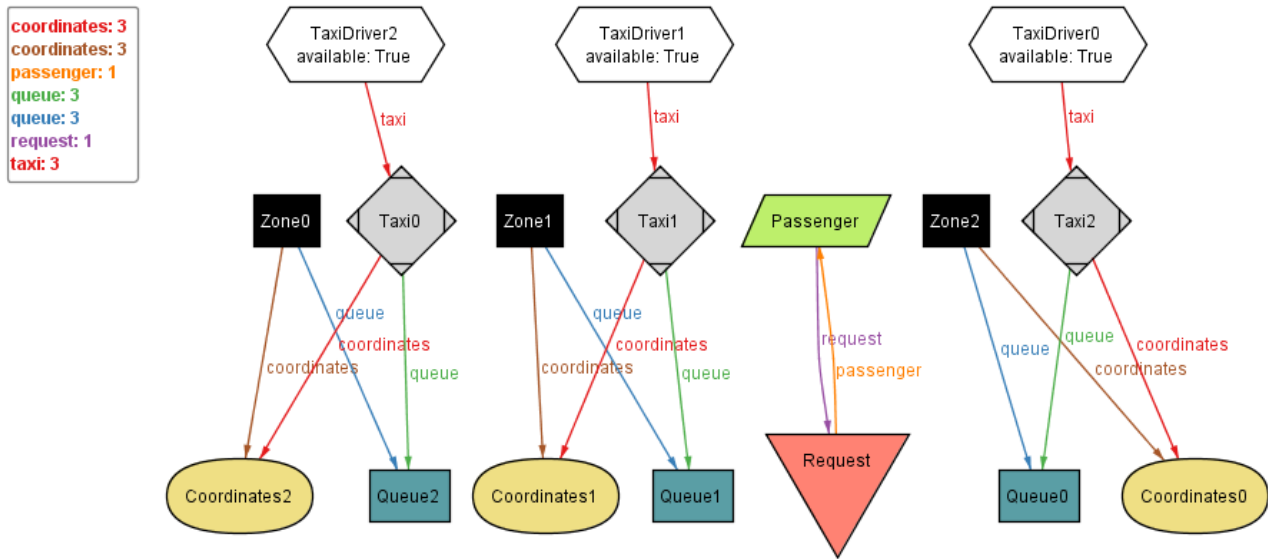 coordinates: 3
coordinates: 3
passenger: 1
queue: 3
queue: 3
request: 1
taxi: 3
TaxiDriver2
available: True
TaxiDriver1
available: True
TaxiDriver0
available: True
taxi
taxi
taxi
Zone0
Taxi0
Zone1
Taxi1
Passenger
Zone2
Taxi2
queue
coordinates
coordinates
queue
queue
coordinates
coordinates
queue
request
passenger
queue
queue
coordinates
coordinates
Coordinates2
Queue2
Coordinates1
Queue1
Request
Queue0
Coordinates0